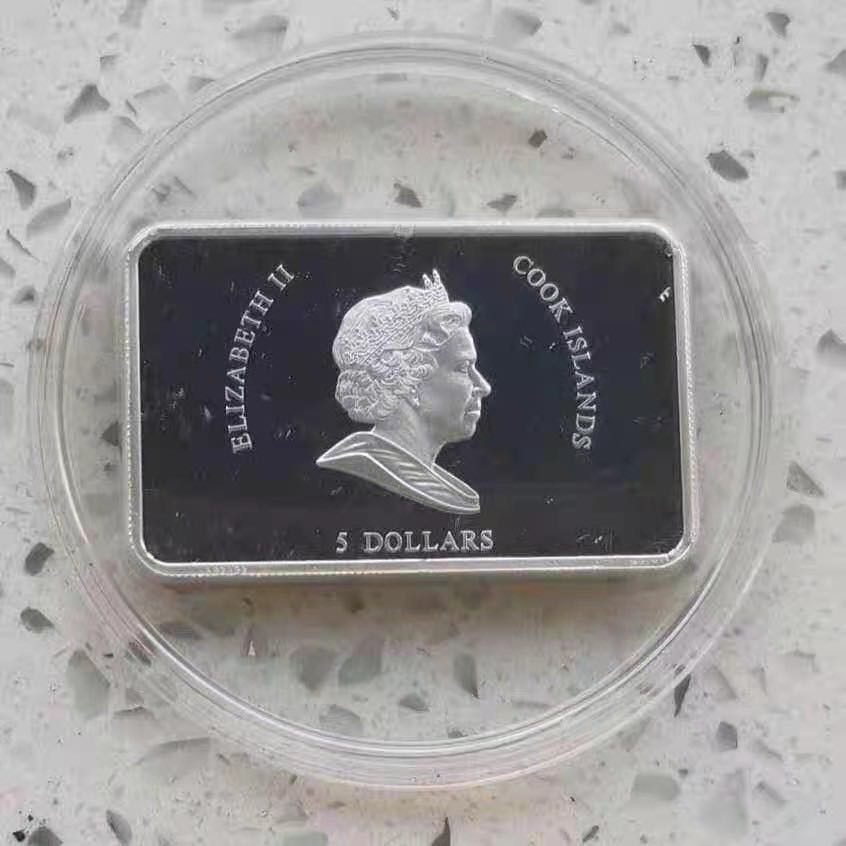 ELIZABETH II
COOK ISLANDS
5 DOLLARS